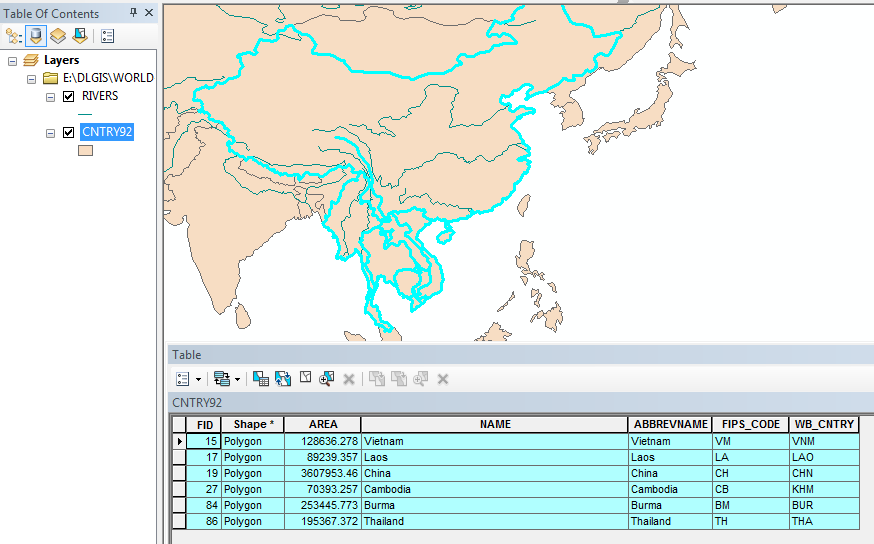 Table Of Contents
Layers
E:\DLGIS\WORLD
RIVERS
CNTRY92
Table
CNTRY92
FID Shape * AREA NAME ABBREVNAME FIPS_CODE WB_CNTRY
15 Polygon 128636.278 Vietnam Vietnam VM VNM
17 Polygon 89239.357 Laos Laos LA LAO
19 Polygon 3607953.46 China China CH CHN
27 Polygon 70393.257 Cambodia Cambodia CB KHM
84 Polygon 253445.773 Burma Burma BM BUR
86 Polygon 195367.372 Thailand Thailand TH THA